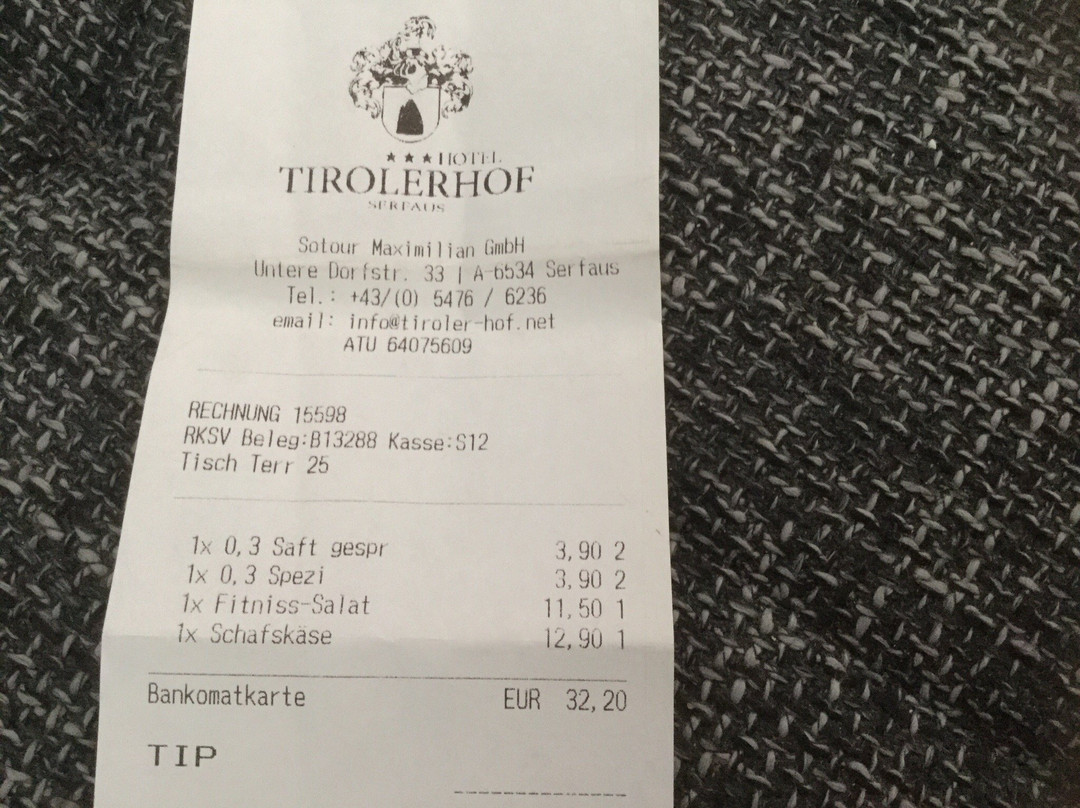 ★★★HOTEL
TIROLERHOF
SERFAUS
Sotour Maximilian GmbH
Untere Dorfstr. 33 | A-6534 Serfaus
Tel.: +43/(0) 5476 / 6236
email: info@tiroler-hof.net
ATU 64075609
RECHNUNG 15598
RKSV Beleg:B13288 Kasse:S12
Tisch Terr 25
1x 0,3 Saft gespr 3,90 2
1x 0,3 Spezi 3,90 2
1x Fitniss-Salat 11,50 1
1x Schafskäse 12,90 1
Bankomatkarte EUR 32,20
TIP